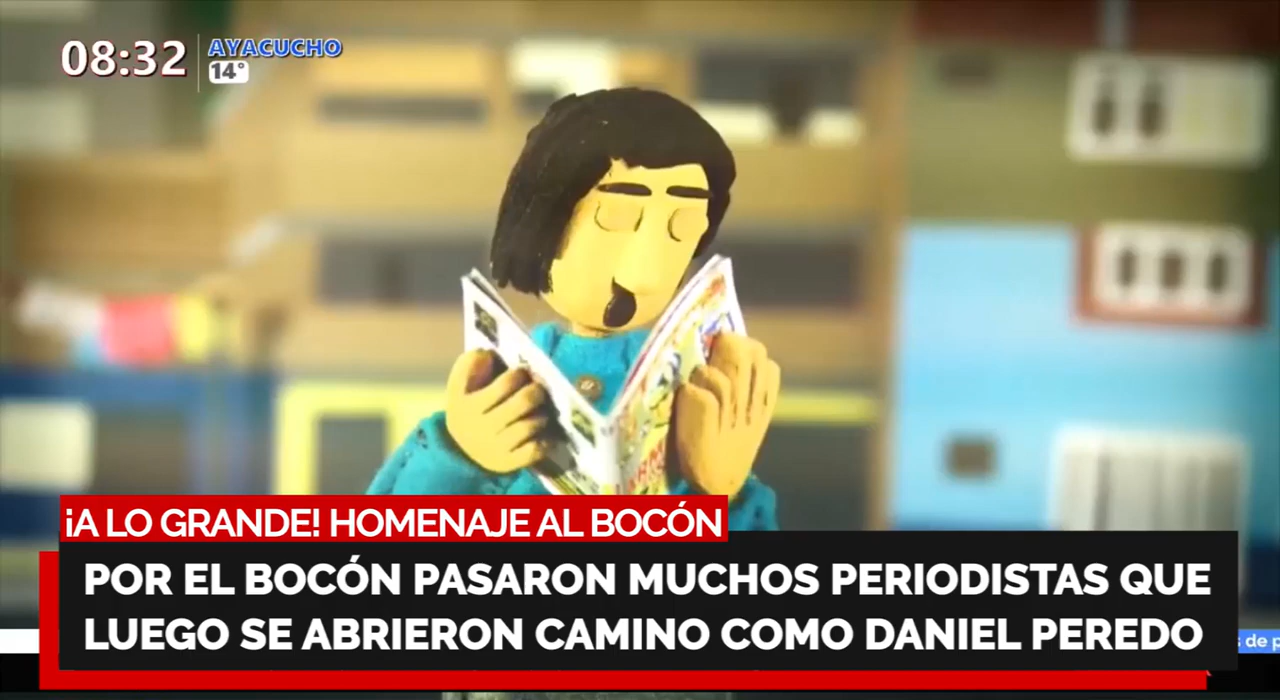 08:32
AYACUCHO
14°
¡A LO GRANDE! HOMENAJE AL BOCÓN
POR EL BOCÓN PASARON MUCHOS PERIODISTAS QUE
LUEGO SE ABRIERON CAMINO COMO DANIEL PEREDO
de p